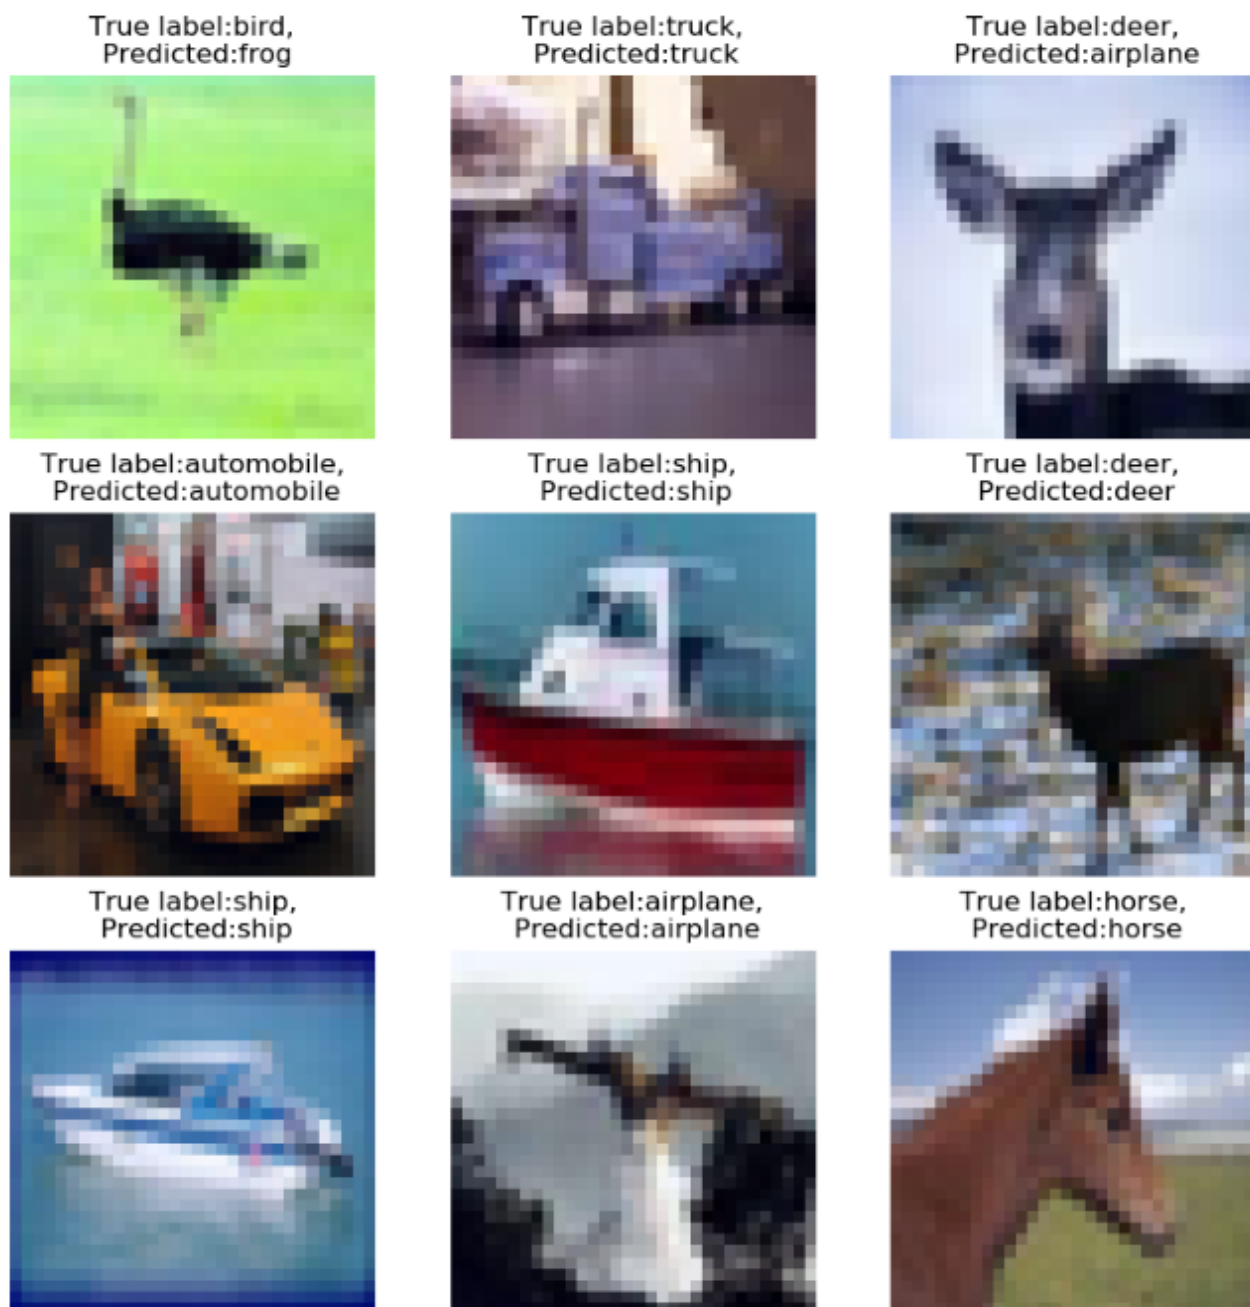 True label:bird,
Predicted:frog
True label:truck,
Predicted:truck
True label:deer,
Predicted:airplane
True label:automobile,
Predicted:automobile
True label:ship,
Predicted:ship
True label:deer,
Predicted:deer
True label:ship,
Predicted:ship
True label:airplane,
Predicted:airplane
True label:horse,
Predicted:horse